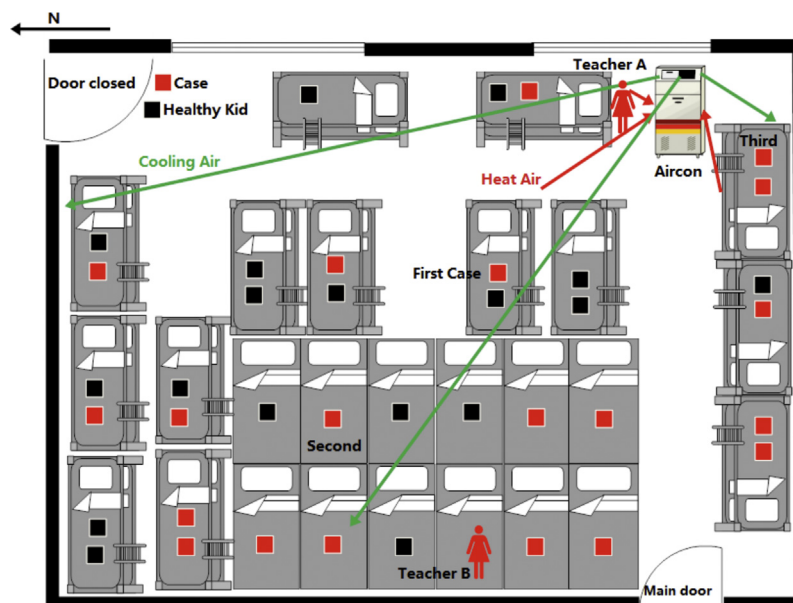 N
Door closed
Case
Healthy Kid
Teacher A
Cooling Air
Heat Air
Aircon
Third
First Case
Second
Teacher B
Main door